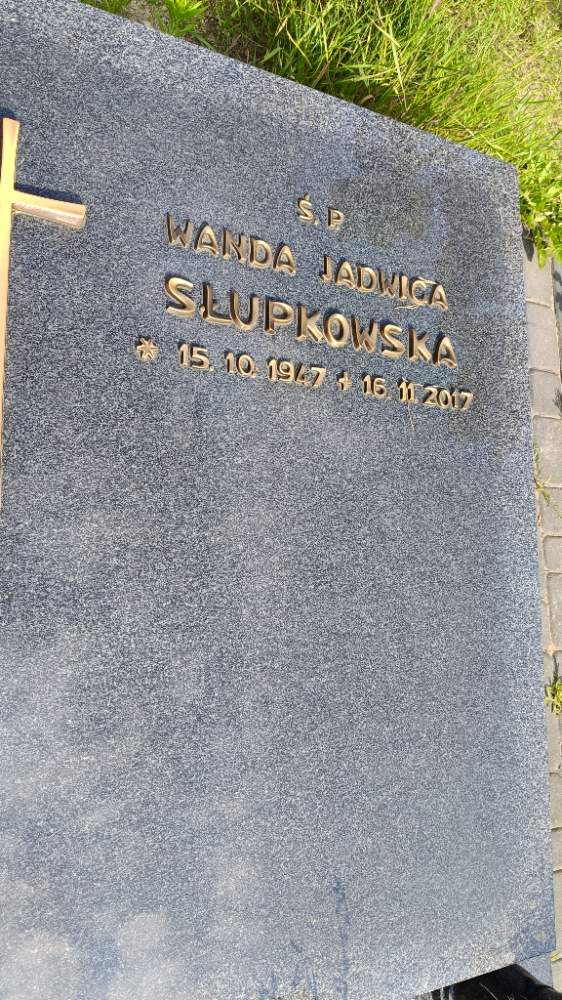 Ś. P.
WANDA JADWIGA
SŁUPKOWSKA
* 15. 10. 1947 + 16. 11. 2017